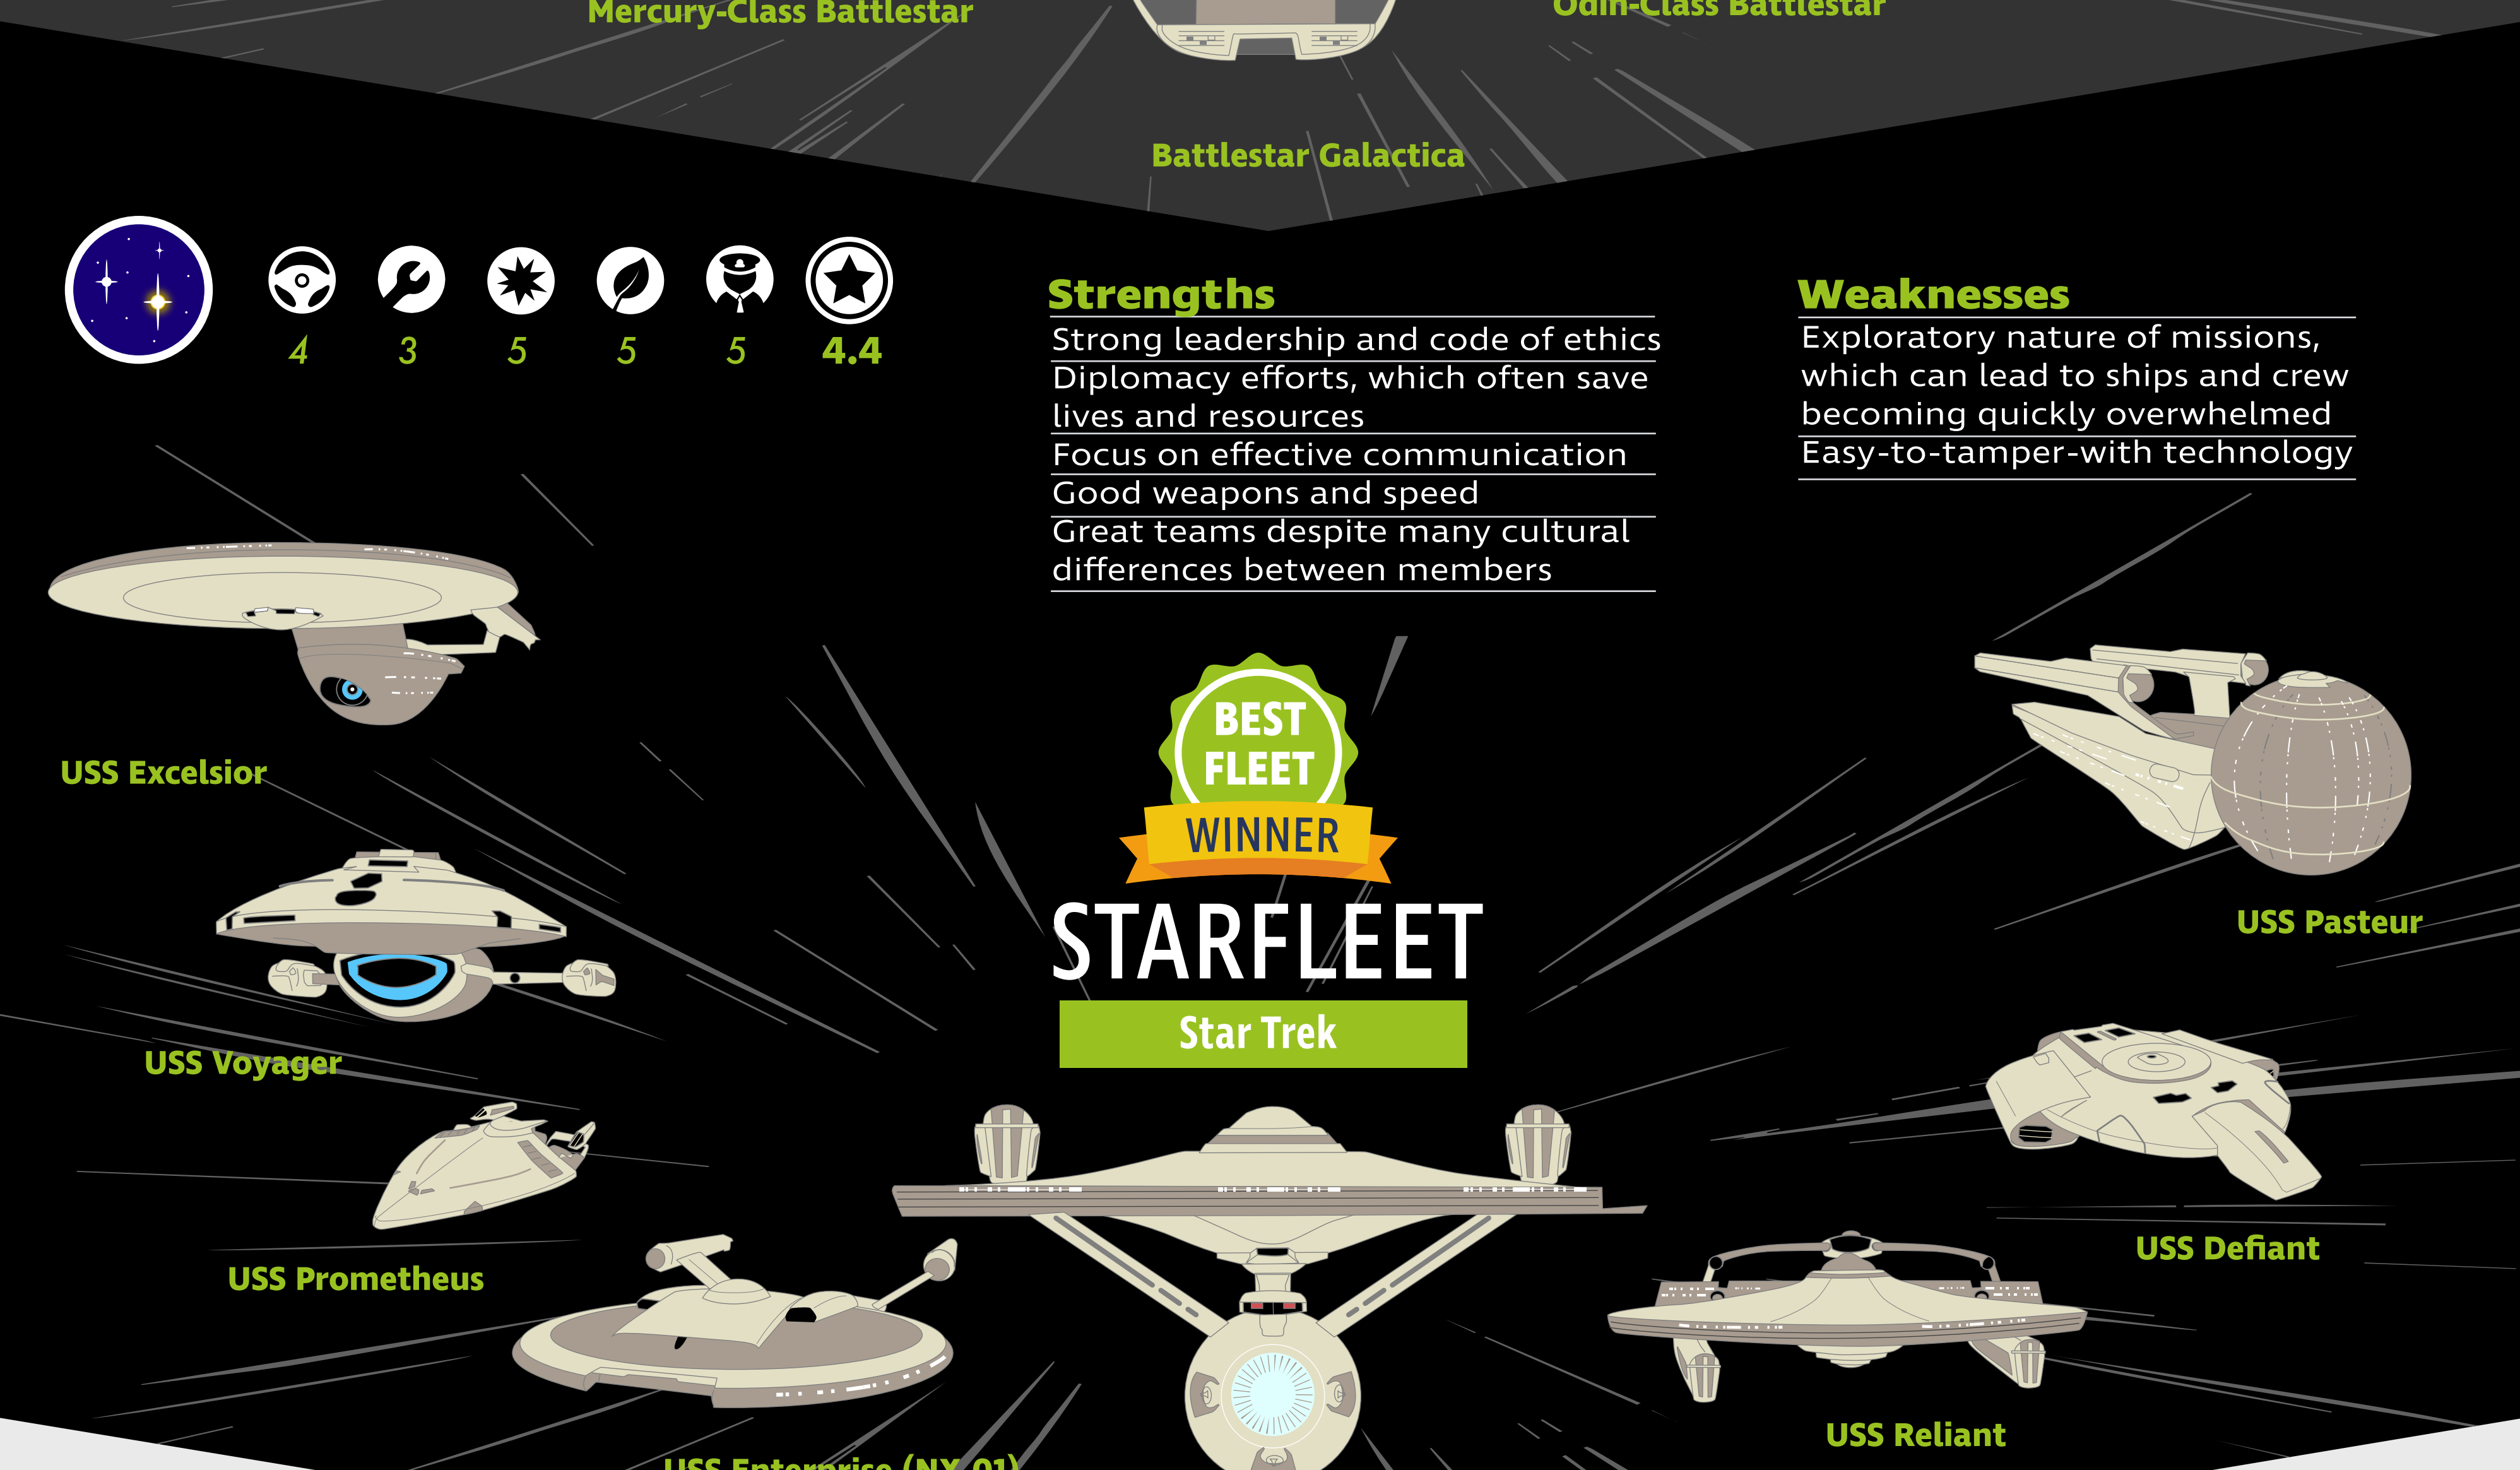 Mercury-Class Battlestar
Odin-Class Battlestar
Battlestar Galactica
4
3
5
5
5
4.4
Strengths
Strong leadership and code of ethics
Diplomacy efforts, which often save
lives and resources
Focus on effective communication
Good weapons and speed
Great teams despite many cultural
differences between members
Weaknesses
Exploratory nature of missions,
which can lead to ships and crew
becoming quickly overwhelmed
Easy-to-tamper-with technology
USS Excelsior
BEST
FLEET
WINNER
STARFLEET
Star Trek
USS Pasteur
USS Voyager
USS Prometheus
USS Defiant
USS Reliant
USS Enterprise (NX-01)